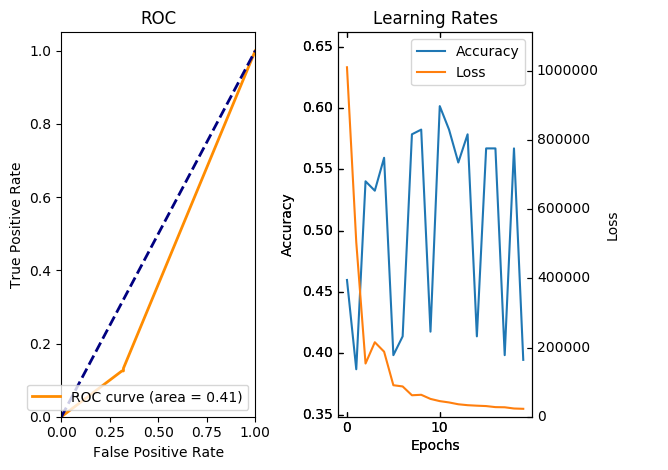 ROC
1.0
0.8
0.6
0.4
0.2
0.0
True Positive Rate
ROC curve (area = 0.41)
0.00 0.25 0.50 0.75 1.00
False Positive Rate
Learning Rates
Accuracy
Loss
0.65
0.60
0.55
0.50
0.45
0.40
0.35
Accuracy
1000000
800000
600000
400000
200000
0
Loss
0 10
Epochs